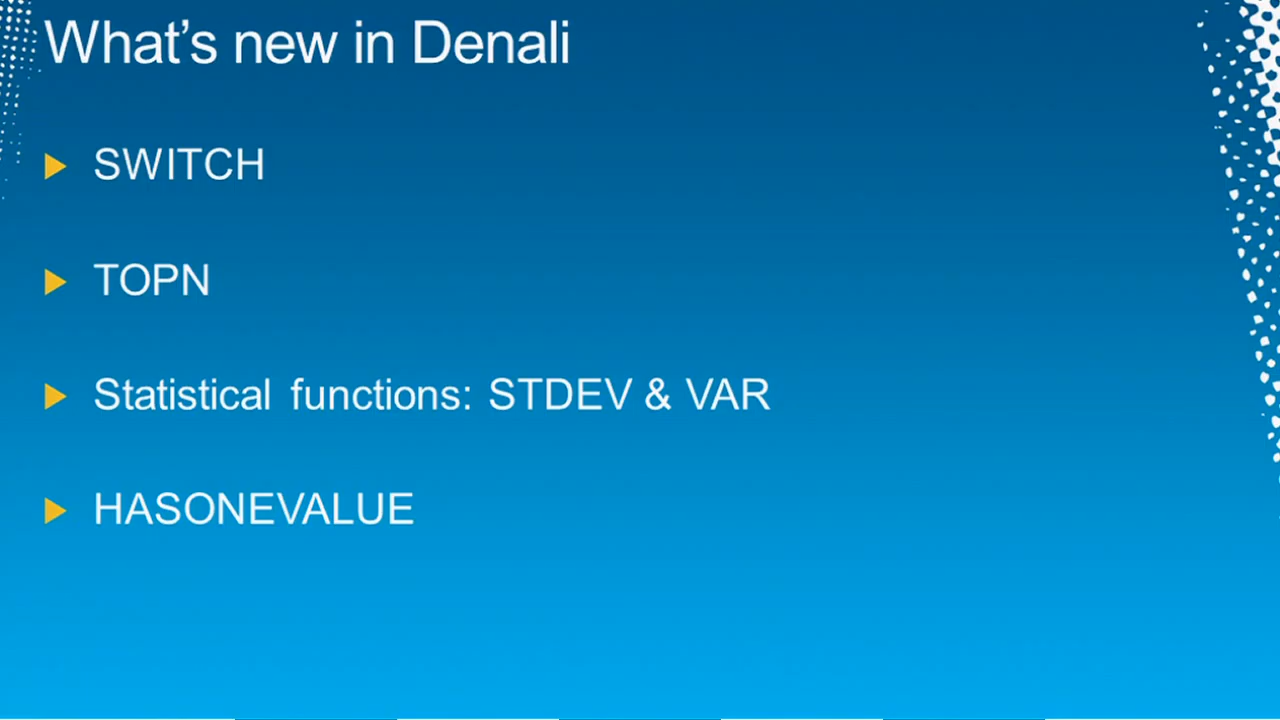 What’s new in Denali
SWITCH
TOPN
Statistical functions: STDEV & VAR
HASONEVALUE